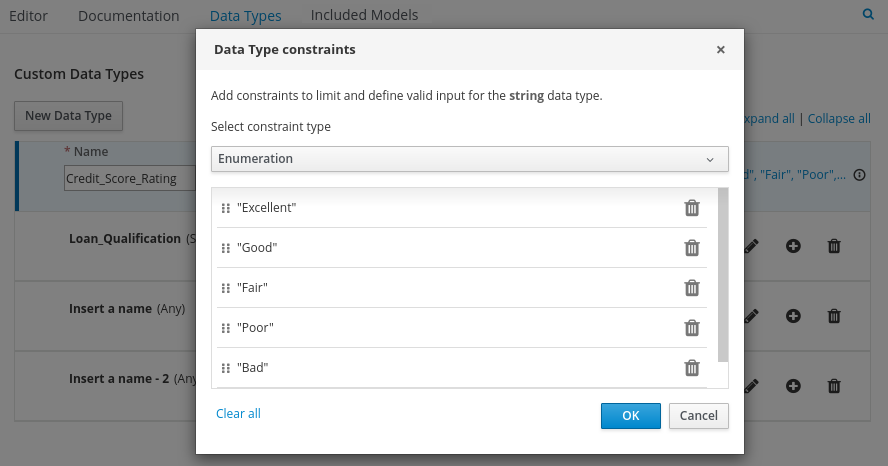 Editor Documentation Data Types Included Models
Data Type constraints ×
Custom Data Types
Add constraints to limit and define valid input for the string data type.
New Data Type
xpand all | Collapse all
Select constraint type
* Name
Enumeration
Credit_Score_Rating
d", "Fair", "Poor",...
"Excellent"
Loan_Qualification (S
"Good"
"Fair"
Insert a name (Any)
"Poor"
"Bad"
Insert a name - 2 (Any
Clear all
OK Cancel